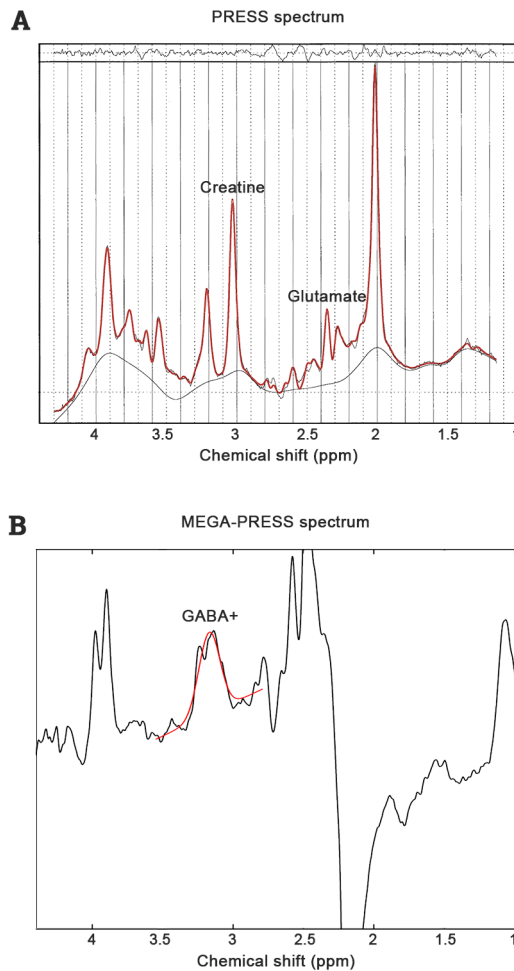 A
PRESS spectrum
Creatine
Glutamate
4 3.5 3 2.5 2 1.5 1
Chemical shift (ppm)
B
MEGA-PRESS spectrum
GABA+
4 3.5 3 2.5 2 1.5 1
Chemical shift (ppm)